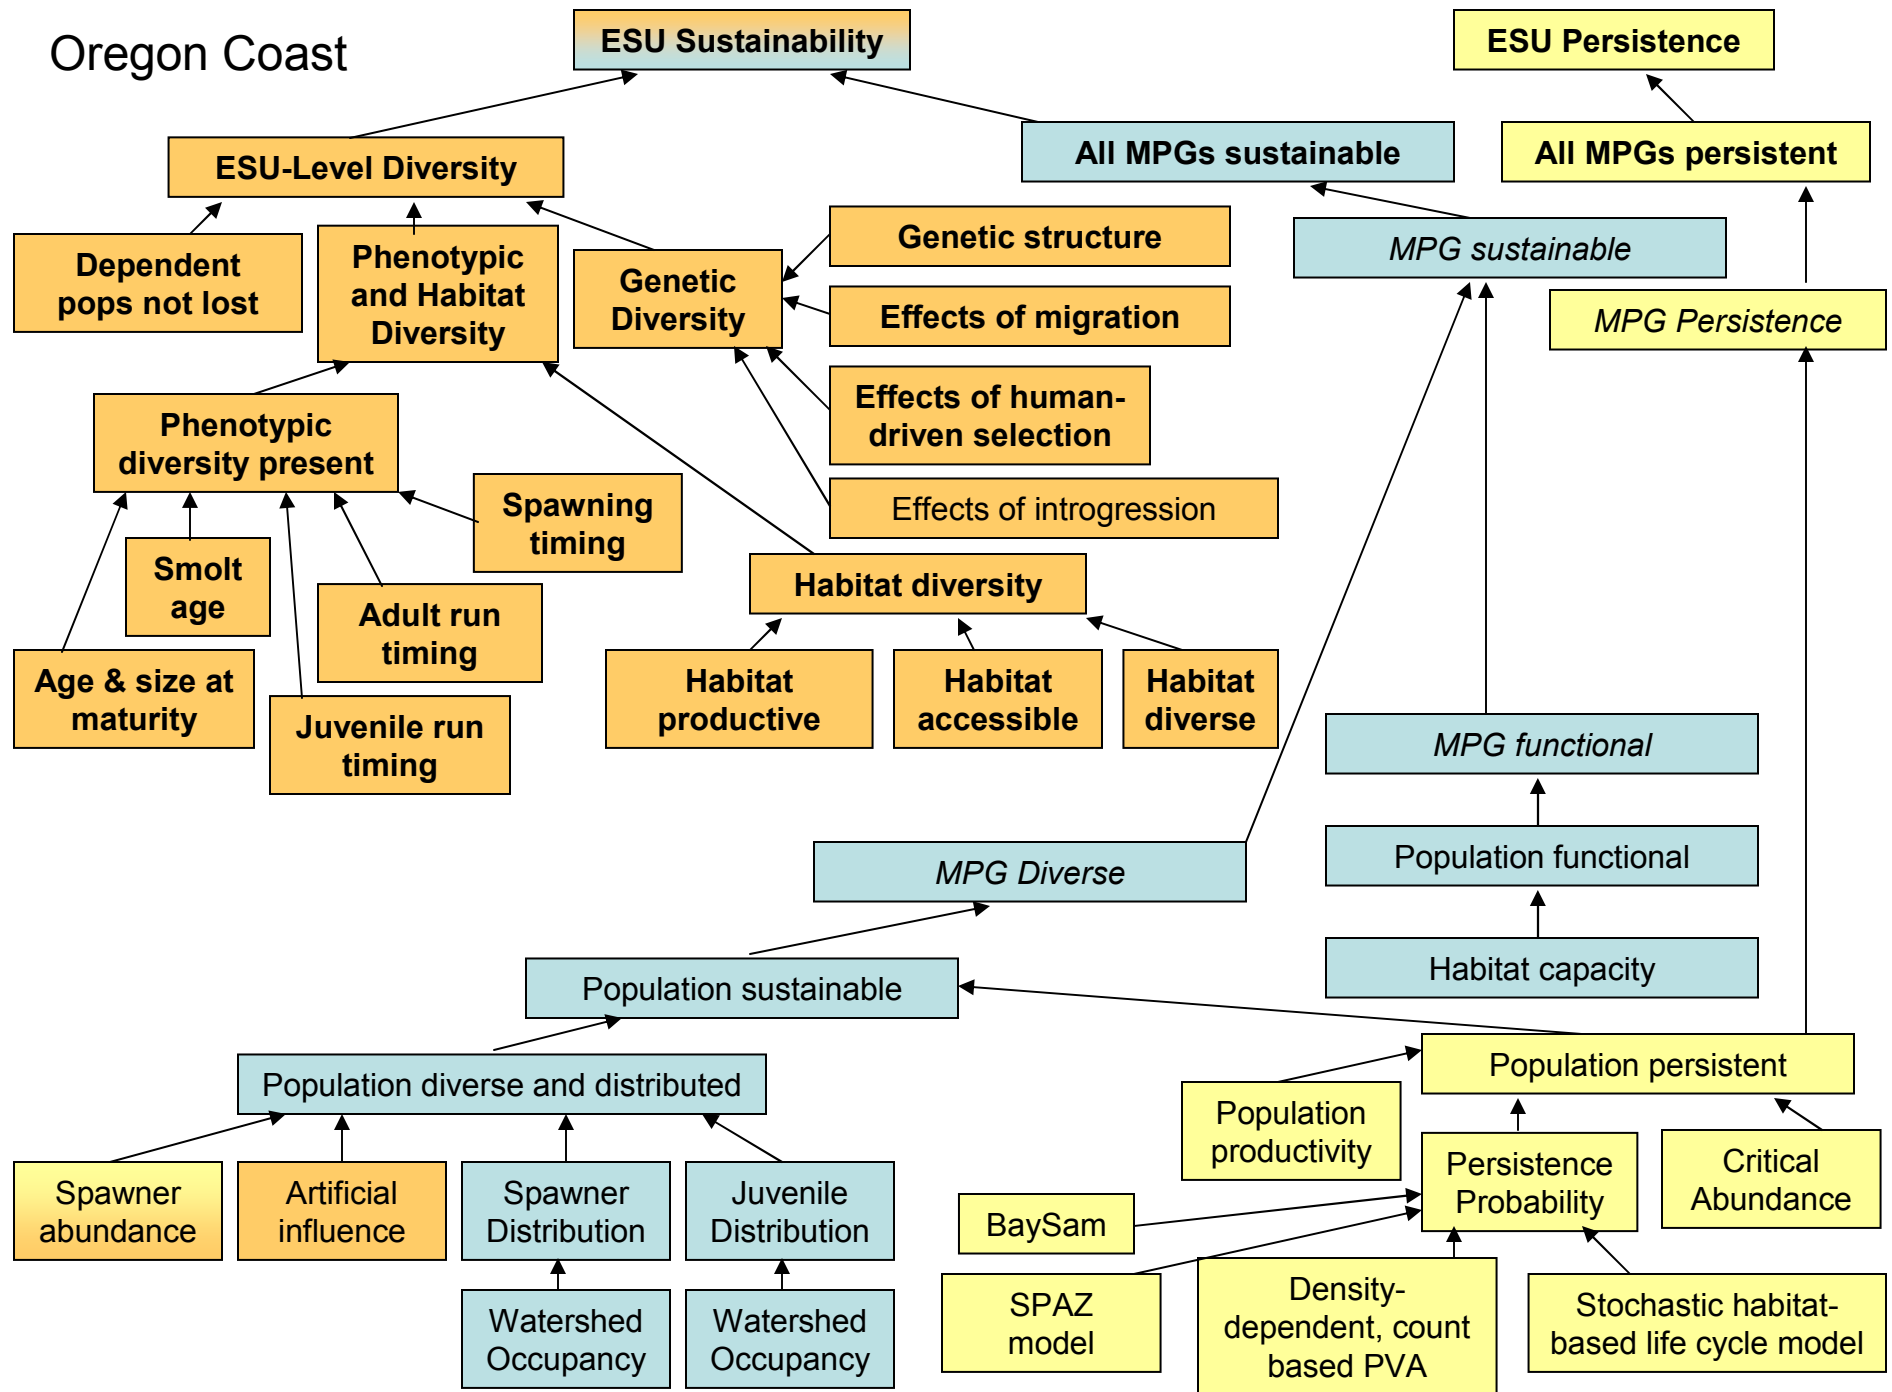 Oregon Coast
ESU Sustainability
ESU Persistence
ESU-Level Diversity
All MPGs sustainable
All MPGs persistent
Dependent
pops not lost
Phenotypic
and Habitat
Diversity
Genetic
Diversity
Genetic structure
Effects of migration
Effects of human-
driven selection
Effects of introgression
MPG sustainable
MPG Persistence
Phenotypic
diversity present
Spawning
timing
Smolt
age
Adult run
timing
Age & size at
maturity
Juvenile run
timing
Habitat diversity
Habitat
productive
Habitat
accessible
Habitat
diverse
MPG functional
Population functional
Habitat capacity
MPG Diverse
Population sustainable
Population diverse and distributed
Population persistent
Spawner
abundance
Artificial
influence
Spawner
Distribution
Juvenile
Distribution
Watershed
Occupancy
Watershed
Occupancy
Population
productivity
Persistence
Probability
Critical
Abundance
BaySam
SPAZ
model
Density-
dependent, count
based PVA
Stochastic habitat-
based life cycle model